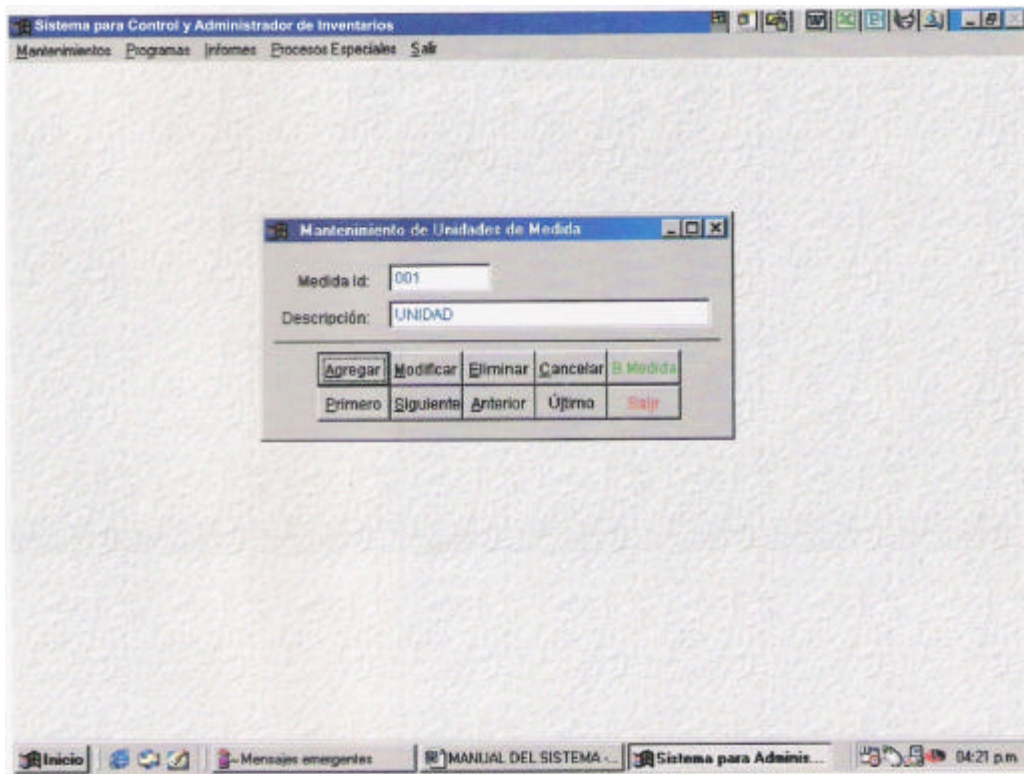 Sistema para Control y Administrador de Inventarios
Mantenimientos Programas Informes Procesos Especiales Salir
Mantenimiento de Unidades de Medida
Medida id: 001
Descripción: UNIDAD
Agregar Modificar Eliminar Cancelar B.Medida
Primero Siguiente Anterior Último Salir
Inicio Mensajes emergentes MANUAL DEL SISTEMA -... Sistema para Adminis... 04:21 p.m.